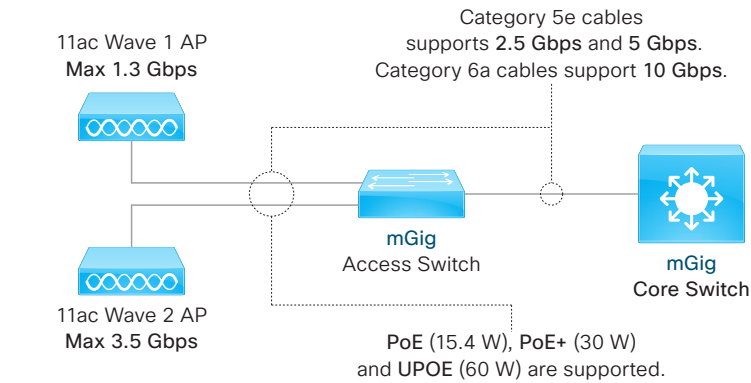 Category 5e cables
supports 2.5 Gbps and 5 Gbps.
Category 6a cables support 10 Gbps.
11ac Wave 1 AP
Max 1.3 Gbps
mGig
Access Switch
mGig
Core Switch
11ac Wave 2 AP
Max 3.5 Gbps
PoE (15.4 W), PoE+ (30 W)
and UPOE (60 W) are supported.